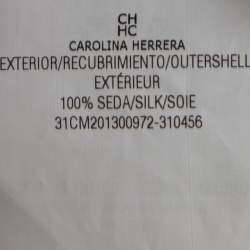 CH
HC
CAROLINA HERRERA
EXTERIOR/RECUBRIMIENTO/OUTERSHELL
EXTÉRIEUR
100% SEDA/SILK/SOIE
31CM201300972-310456